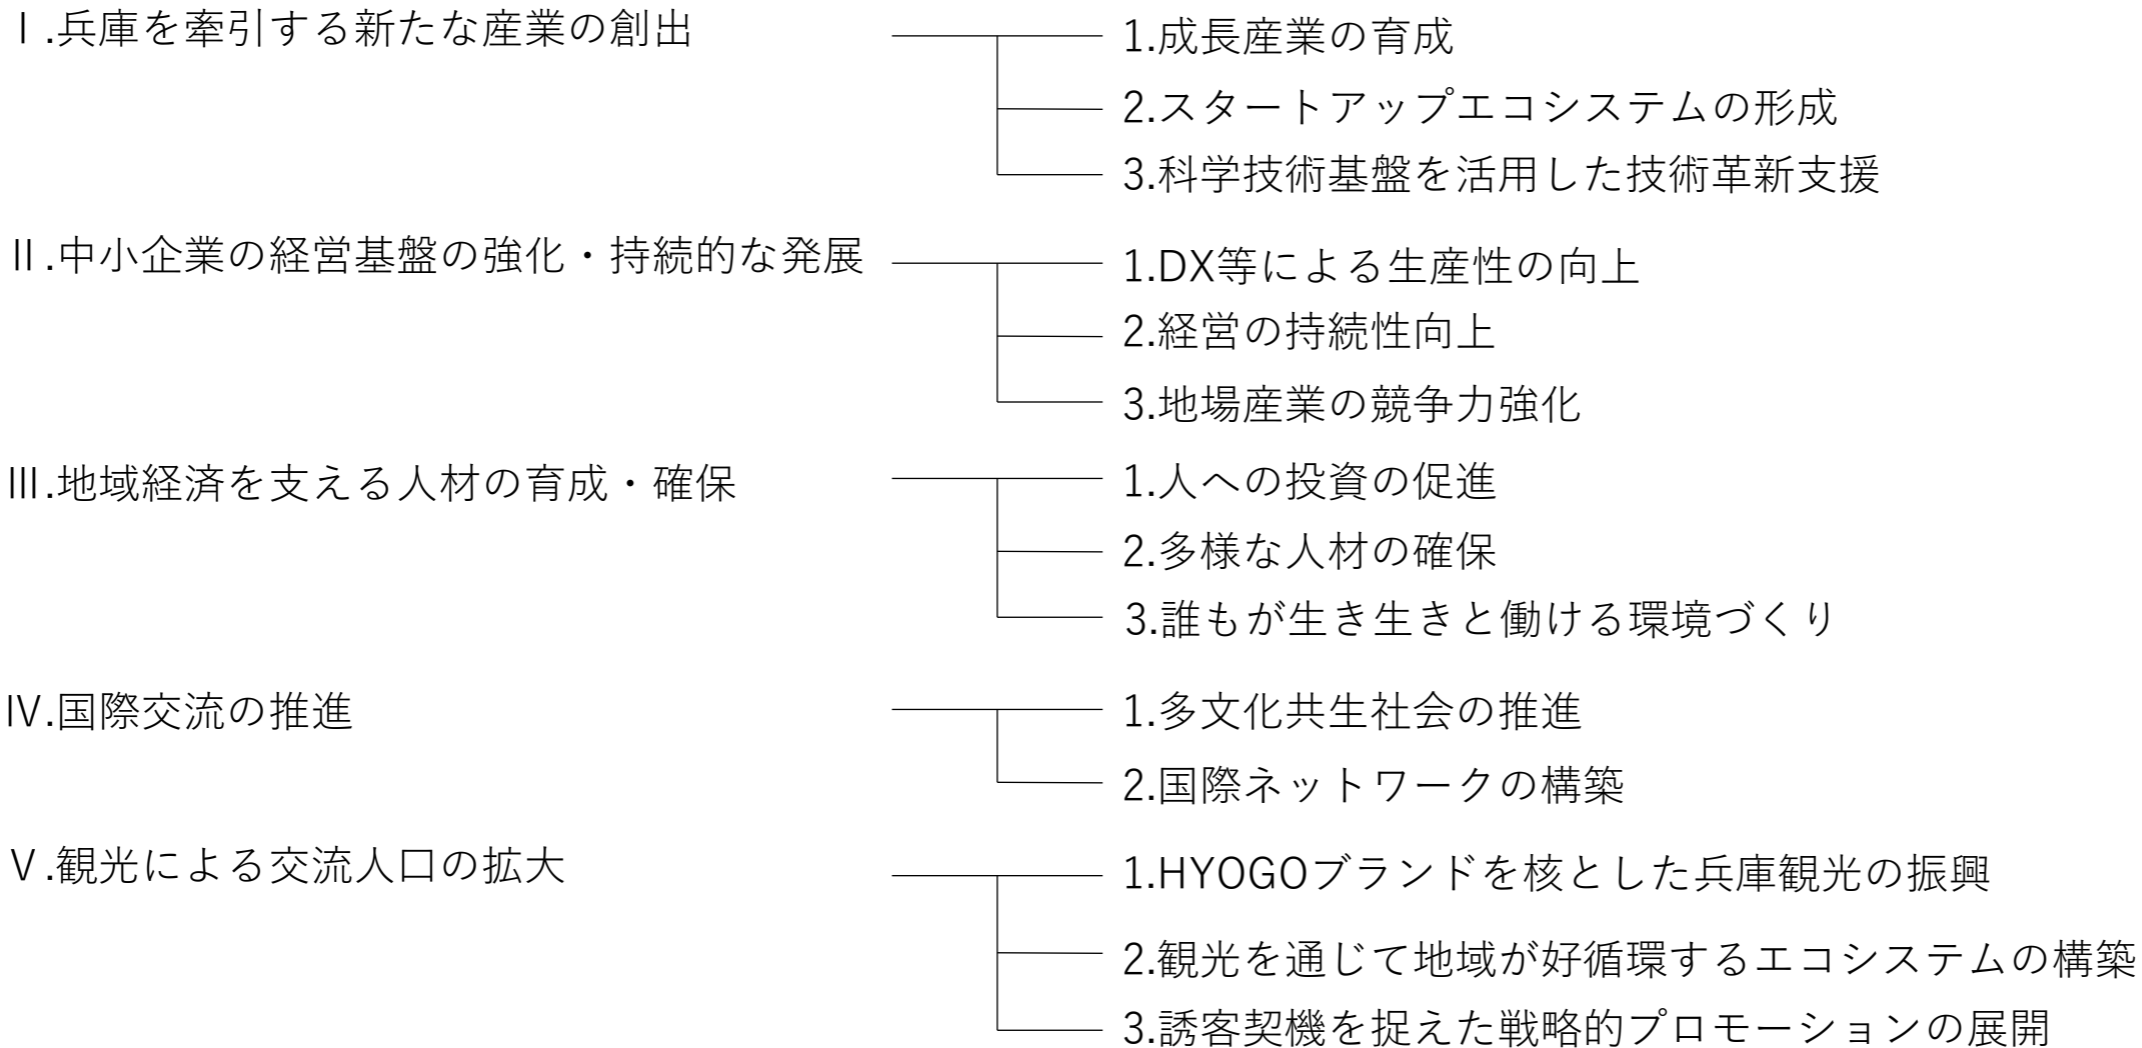 Ⅰ.兵庫を牽引する新たな産業の創出
1.成長産業の育成
2.スタートアップエコシステムの形成
3.科学技術基盤を活用した技術革新支援
Ⅱ.中小企業の経営基盤の強化・持続的な発展
1.DX等による生産性の向上
2.経営の持続性向上
3.地場産業の競争力強化
Ⅲ.地域経済を支える人材の育成・確保
1.人への投資の促進
2.多様な人材の確保
3.誰もが生き生きと働ける環境づくり
Ⅳ.国際交流の推進
1.多文化共生社会の推進
2.国際ネットワークの構築
Ⅴ.観光による交流人口の拡大
1.HYOGOブランドを核とした兵庫観光の振興
2.観光を通じて地域が好循環するエコシステムの構築
3.誘客契機を捉えた戦略的プロモーションの展開